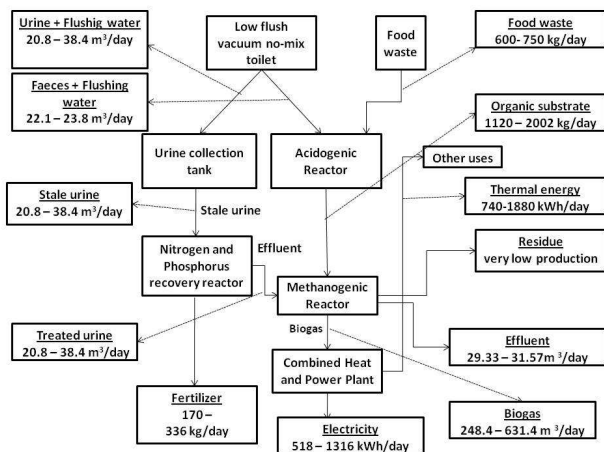 Urine + Flushig water
20.8 – 38.4 m³/day
Low flush
vacuum no-mix
toilet
Food
waste
Food waste
600- 750 kg/day
Faeces + Flushing
water
22.1 – 23.8 m³/day
Organic substrate
1120 – 2002 kg/day
Urine collection
tank
Acidogenic
Reactor
Other uses
Stale urine
20.8 – 38.4 m³/day
Stale urine
Thermal energy
740-1880 kWh/day
Nitrogen and
Phosphorus
recovery reactor
Effluent
Methanogenic
Reactor
Residue
very low production
Biogas
Treated urine
20.8 – 38.4 m³/day
Combined Heat
and Power Plant
Effluent
29.33 – 31.57m ³/day
Fertilizer
170 –
336 kg/day
Electricity
518 – 1316 kWh/day
Biogas
248.4 – 631.4 m ³/day